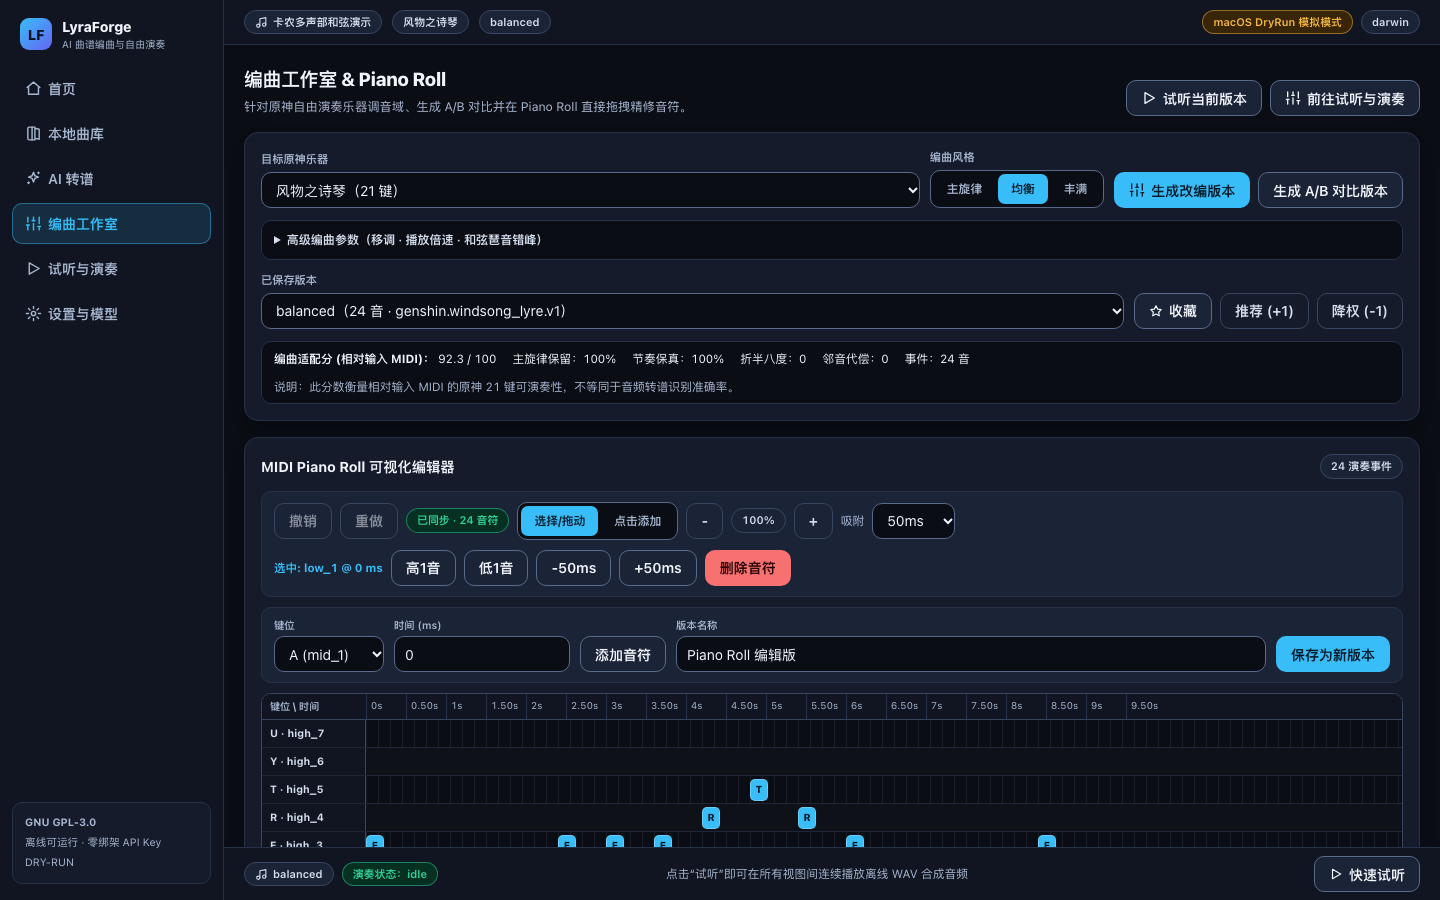 LF
LyraForge
AI 曲谱编曲与自由演奏
首页
本地曲库
AI 转谱
编曲工作室
试听与演奏
设置与模型
GNU GPL-3.0
离线可运行 · 零绑架 API Key
DRY-RUN
卡农多声部和弦演示
风物之诗琴
balanced
macOS DryRun 模拟模式
darwin
编曲工作室 & Piano Roll
针对原神自由演奏乐器调音域、生成 A/B 对比并在 Piano Roll 直接拖拽精修音符。
试听当前版本
前往试听与演奏
目标原神乐器
风物之诗琴（21 键）
编曲风格
主旋律
均衡
丰满
生成改编版本
生成 A/B 对比版本
高级编曲参数（移调 · 播放倍速 · 和弦琶音错峰）
已保存版本
balanced（24 音 · genshin.windsong_lyre.v1）
收藏
推荐 (+1)
降权 (-1)
编曲适配分 (相对输入 MIDI)： 92.3 / 100 主旋律保留：100% 节奏保真：100% 折半八度：0 邻音代偿：0 事件：24 音
说明：此分数衡量相对输入 MIDI 的原神 21 键可演奏性，不等同于音频转谱识别准确率。
MIDI Piano Roll 可视化编辑器
24 演奏事件
撤销
重做
已同步 · 24 音符
选择/拖动
点击添加
-
100%
+
吸附
50ms
选中: low_1 @ 0 ms
高1音
低1音
-50ms
+50ms
删除音符
键位
A (mid_1)
时间 (ms)
0
添加音符
版本名称
Piano Roll 编辑版
保存为新版本
键位 \ 时间 0s 0.50s 1s 1.50s 2s 2.50s 3s 3.50s 4s 4.50s 5s 5.50s 6s 6.50s 7s 7.50s 8s 8.50s 9s 9.50s
U · high_7
Y · high_6
T · high_5 T
R · high_4 R R
E · high_3 E E E E E E
balanced
演奏状态：idle
点击“试听”即可在所有视图间连续播放离线 WAV 合成音频
快速试听